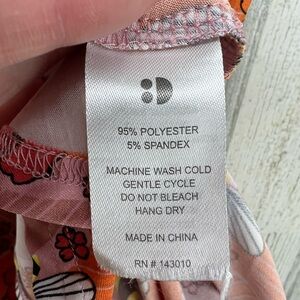 95% POLYESTER
5% SPANDEX
MACHINE WASH COLD
GENTLE CYCLE
DO NOT BLEACH
HANG DRY
MADE IN CHINA
RN # 143010